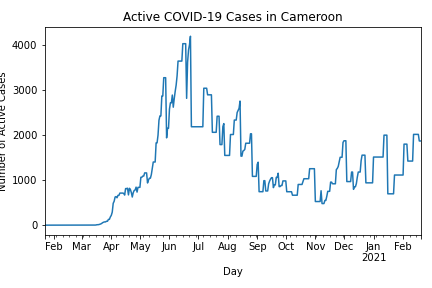 Active COVID-19 Cases in Cameroon
Number of Active Cases
4000
3000
2000
1000
0
Feb Mar Apr May Jun Jul Aug Sep Oct Nov Dec Jan Feb
2021
Day